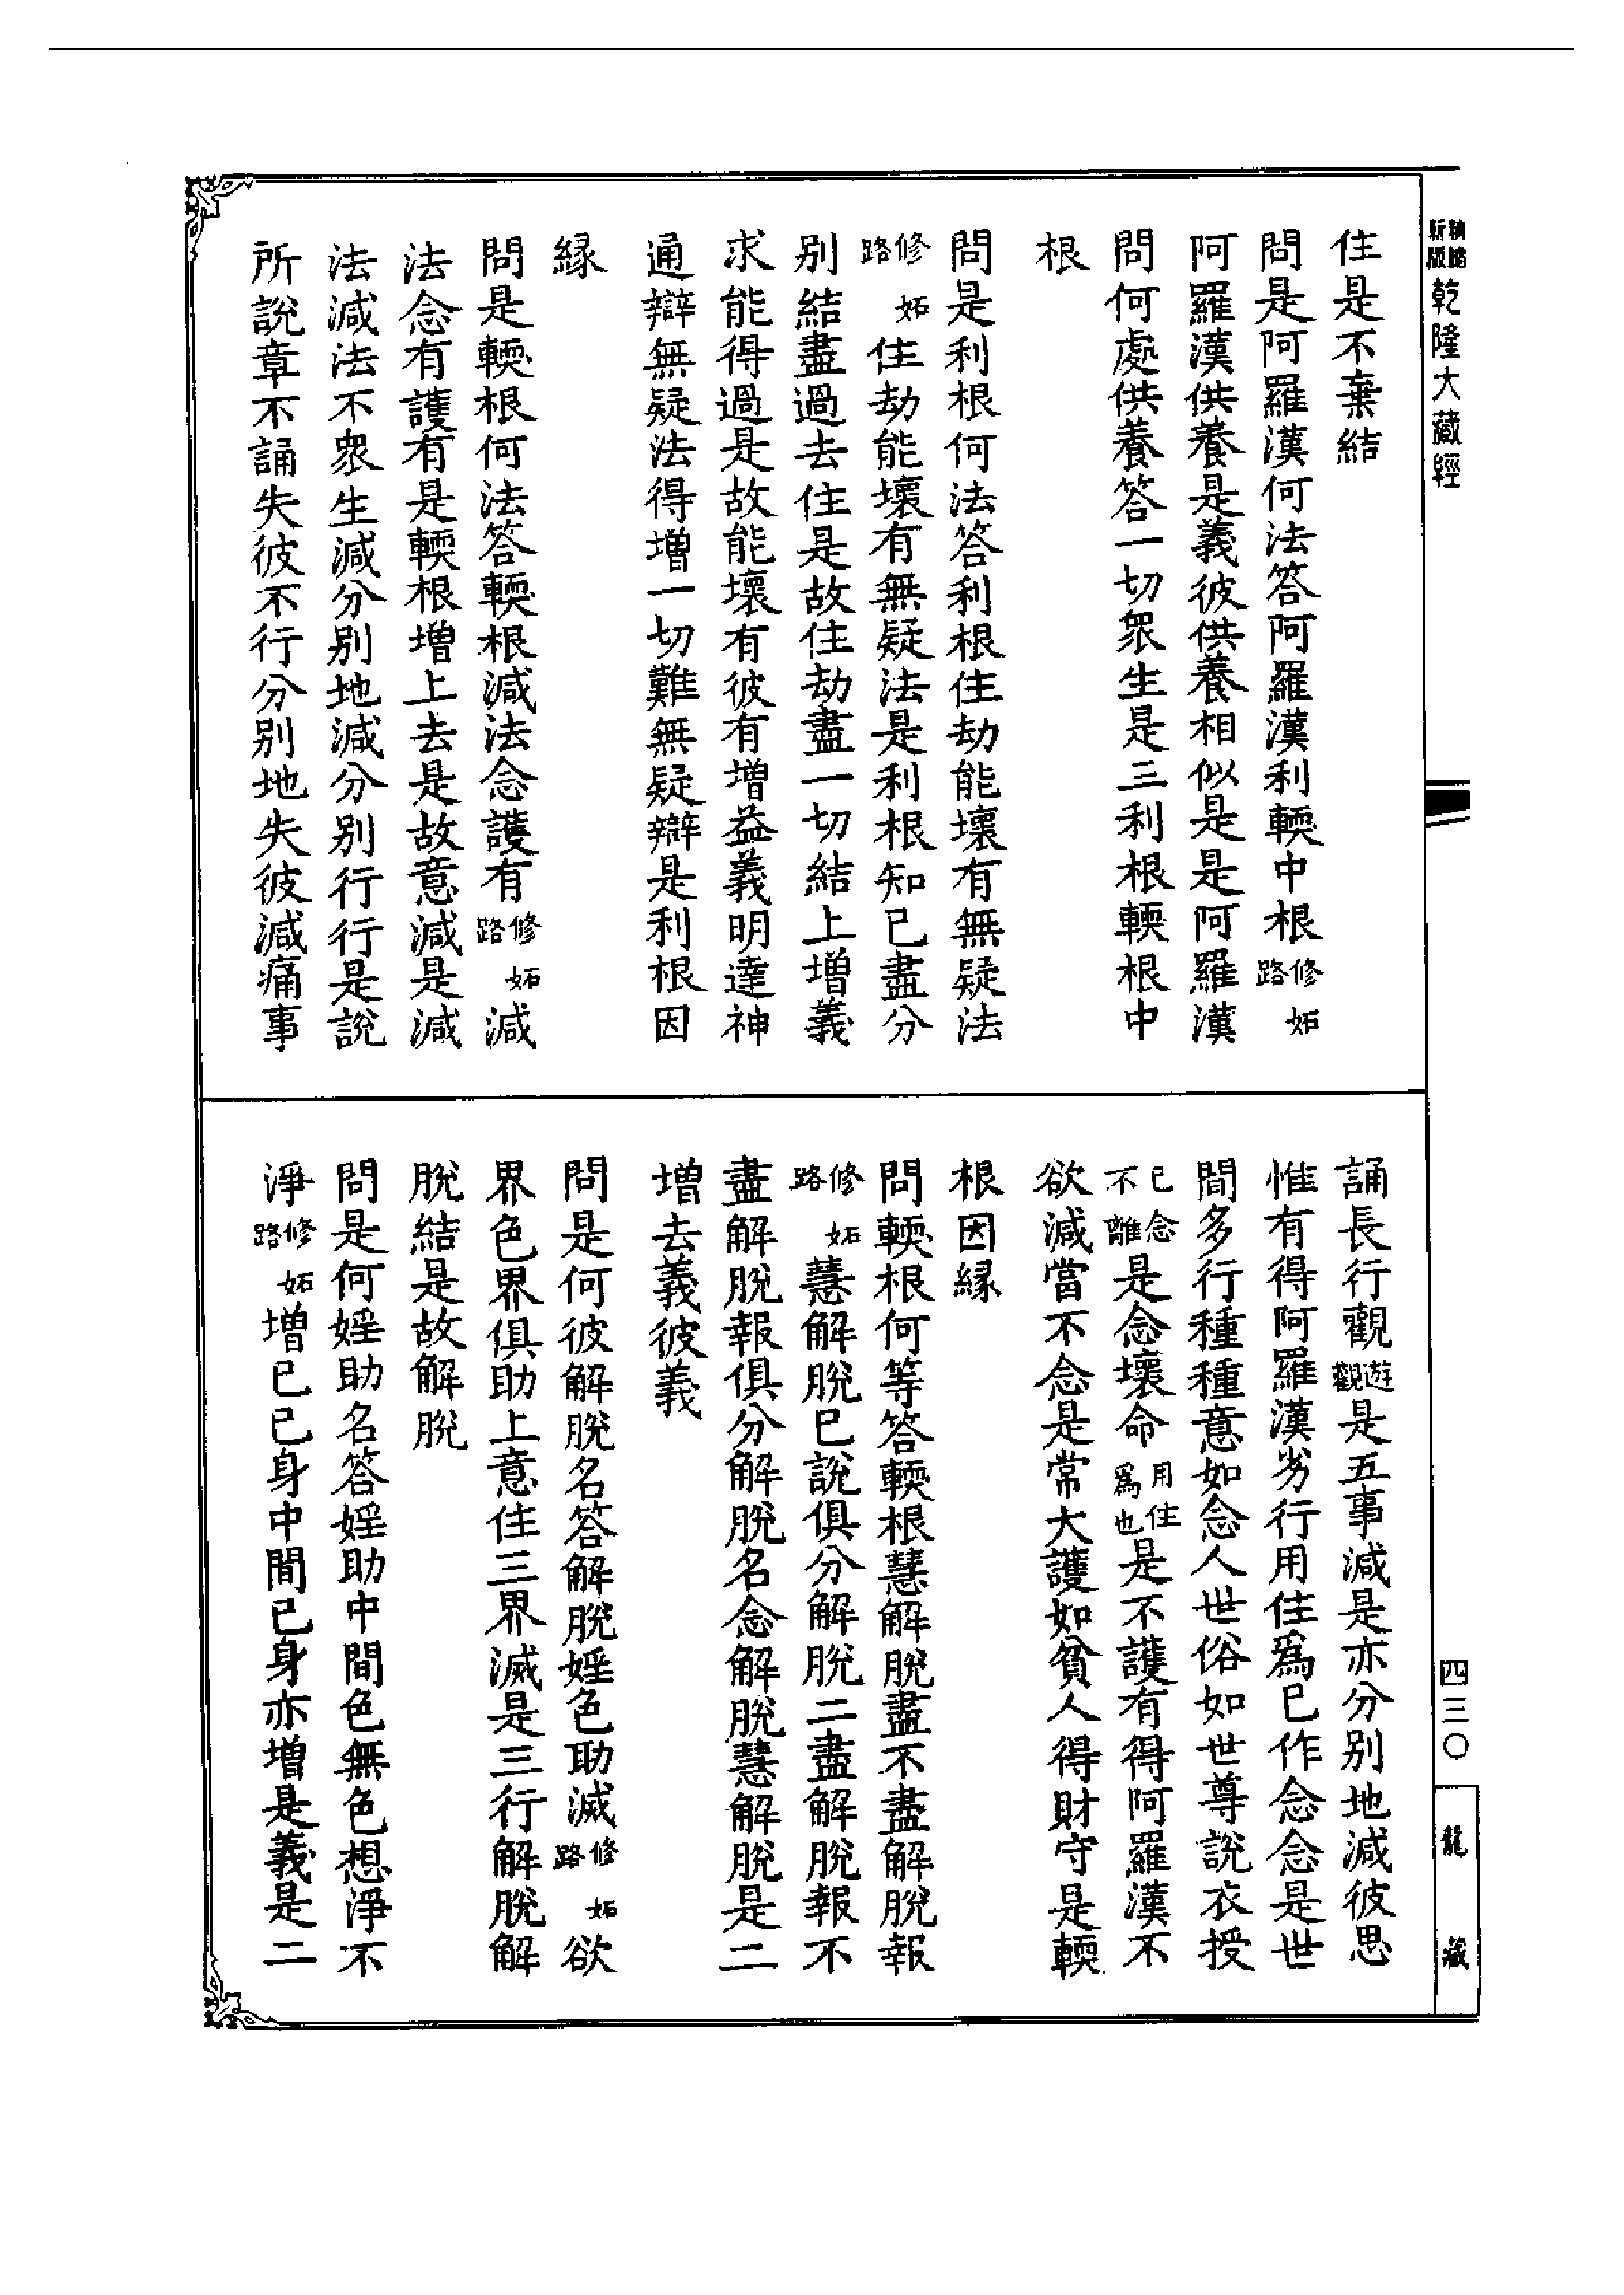 乾隆大藏經
住是不棄結
問是阿羅漢何法答阿羅漢利輭中根修妬路
阿羅漢供養是義彼供養相似是是阿羅漢
問何處供養答一切眾生是三利根輭根中
根
問是利根何法答利根住劫能壞有無疑法
修妬路住劫能壞有無疑法是利根知已盡分
別結盡過去住是故住劫盡一切結上增義
求能得過是故能壞有彼有增益義明達神
通辯無疑法得增一切難無疑辯是利根因
緣
問是輭根何法答輭根減法念護有修妬路減
法念有護有是輭根增上去是故意減是減
法減法不眾生減分別地減分別行行是說
所說章不誦失彼不行分別地失彼減痛事
誦長行觀遊觀是五事減是亦分別地減彼思
惟有得阿羅漢劣行用住為已作念念是世
間多行種種意如念人世俗如世尊說衣授
已念不離是念壞命用住為也是不護有得阿羅漢不
欲減當不念是常大護如貧人得財守是輭
根因緣
問輭根何等答輭根慧解脫盡不盡解脫報
修妬路慧解脫已說俱分解脫二盡解脫報不
盡解脫報俱分解脫名念解脫慧解脫是二
增去義彼義
問是何彼解脫名答解脫婬色助滅修妬路欲
界色界俱助上意住三界滅是三行解脫解
脫結是故解脫
問是何婬助名答婬助中間色無色想淨不
淨修妬路增已已身中間已身亦增是義是二
四三〇
龍藏